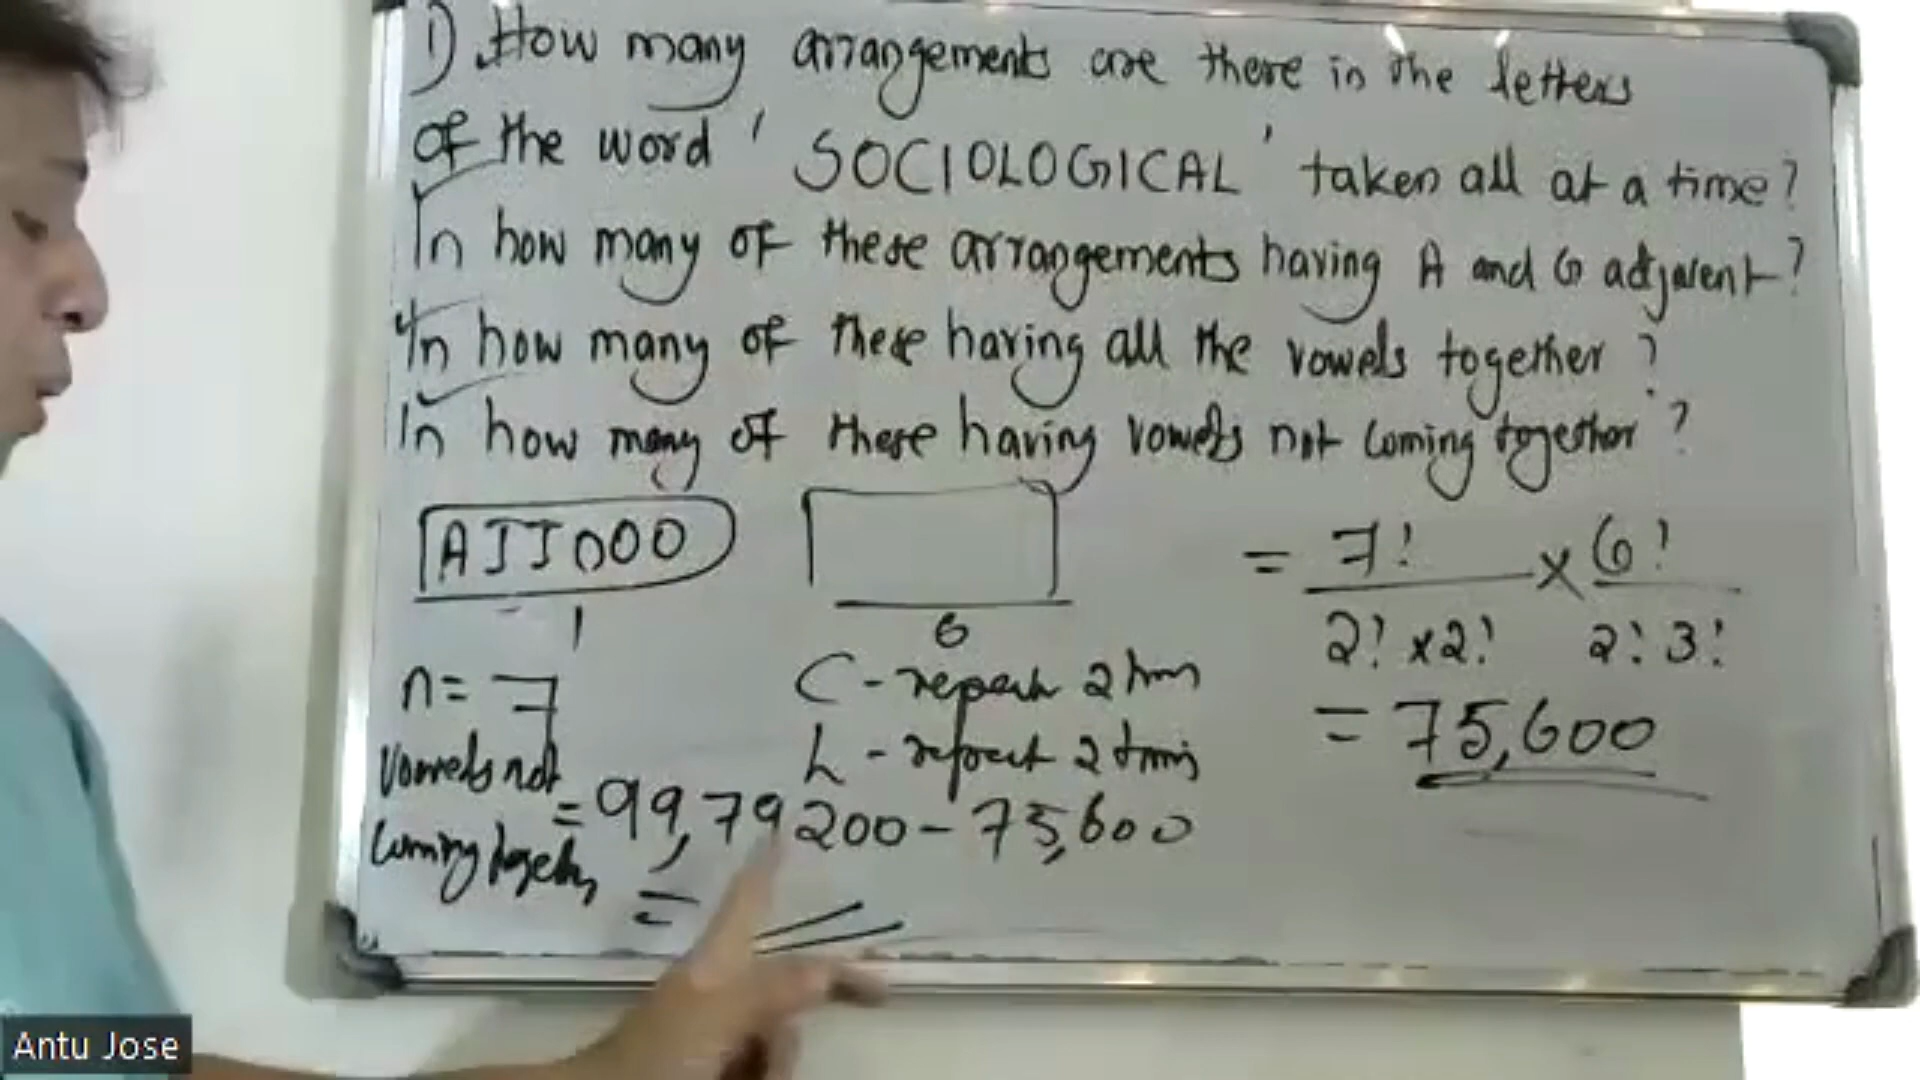 1) How many arrangements are there in the letters
of the word 'SOCIOLOGICAL' taken all at a time?
In how many of these arrangements having A and G adjacent?
In how many of these having all the vowels together?
In how many of these having vowels not coming together?
AIIOOO
1
6
= 7! / 2! x 2! x 6! / 2! 3!
n = 7
C - repeat 2 times
L - repeat 2 times
= 75,600
Vowels not
coming together
= 99,79200 - 75,600
=
Antu Jose